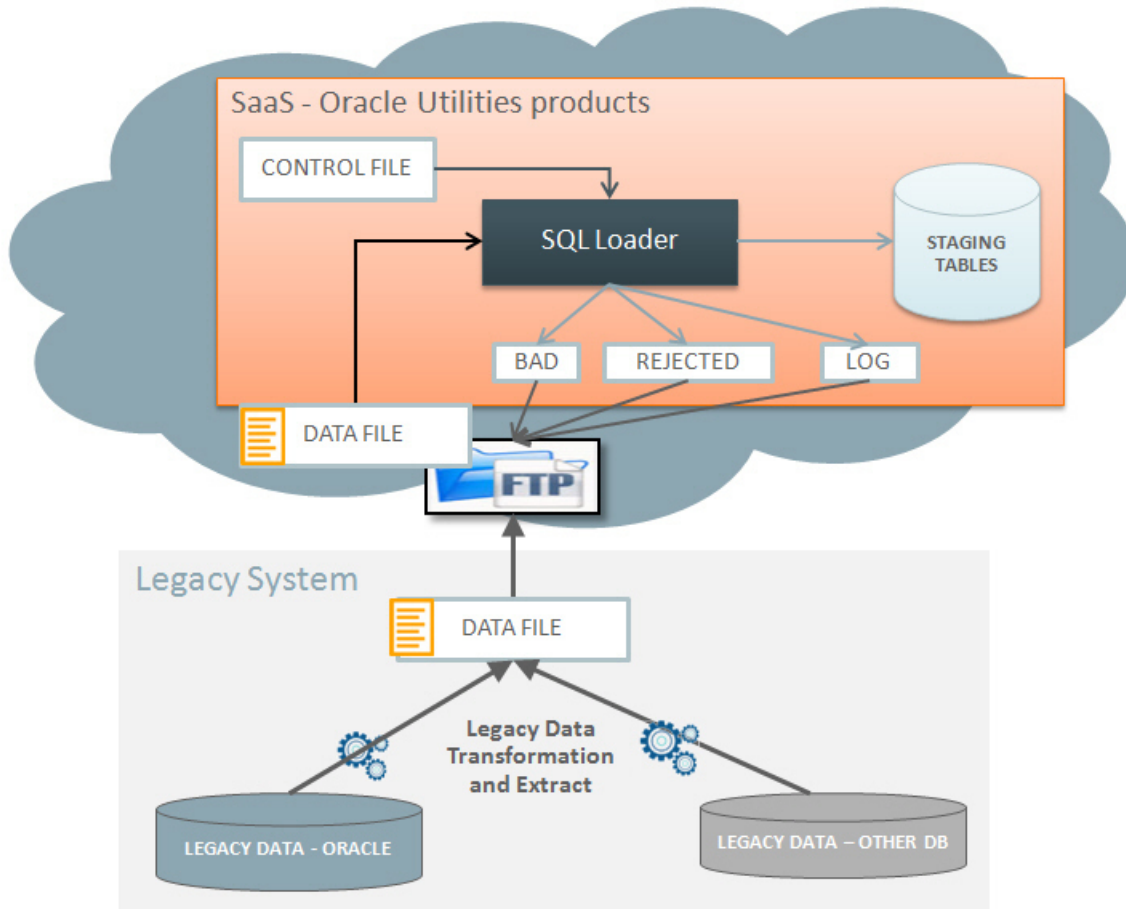 SaaS - Oracle Utilities products
CONTROL FILE
SQL Loader
STAGING
TABLES
BAD
REJECTED
LOG
DATA FILE
FTP
Legacy System
DATA FILE
Legacy Data
Transformation
and Extract
LEGACY DATA - ORACLE
LEGACY DATA – OTHER DB